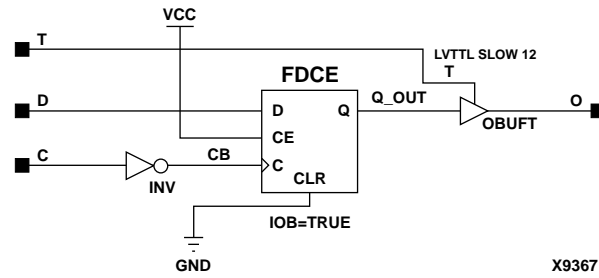 VCC
T
LVTTL SLOW 12
T
FDCE
D
D
Q
Q_OUT
O
CE
OBUFT
C
CB
C
INV
CLR
IOB=TRUE
GND
X9367